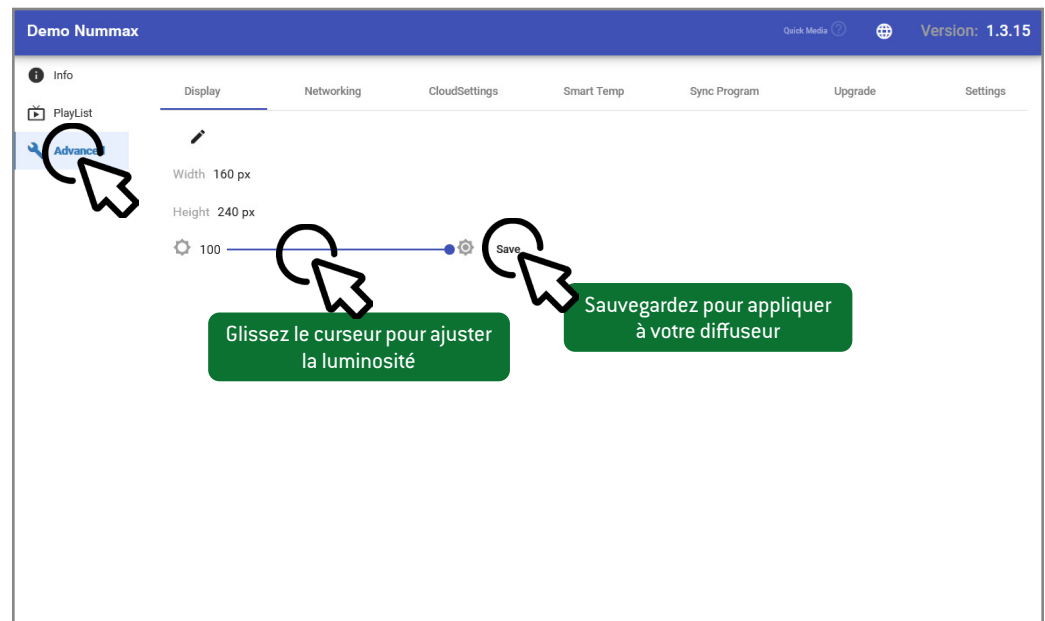 Demo Nummax
Quick Media
Version: 1.3.15
Info
PlayList
Advanced
Display Networking CloudSettings Smart Temp Sync Program Upgrade Settings
Width 160 px
Height 240 px
100
Save
Glissez le curseur pour ajuster
la luminosité
Sauvegardez pour appliquer
à votre diffuseur